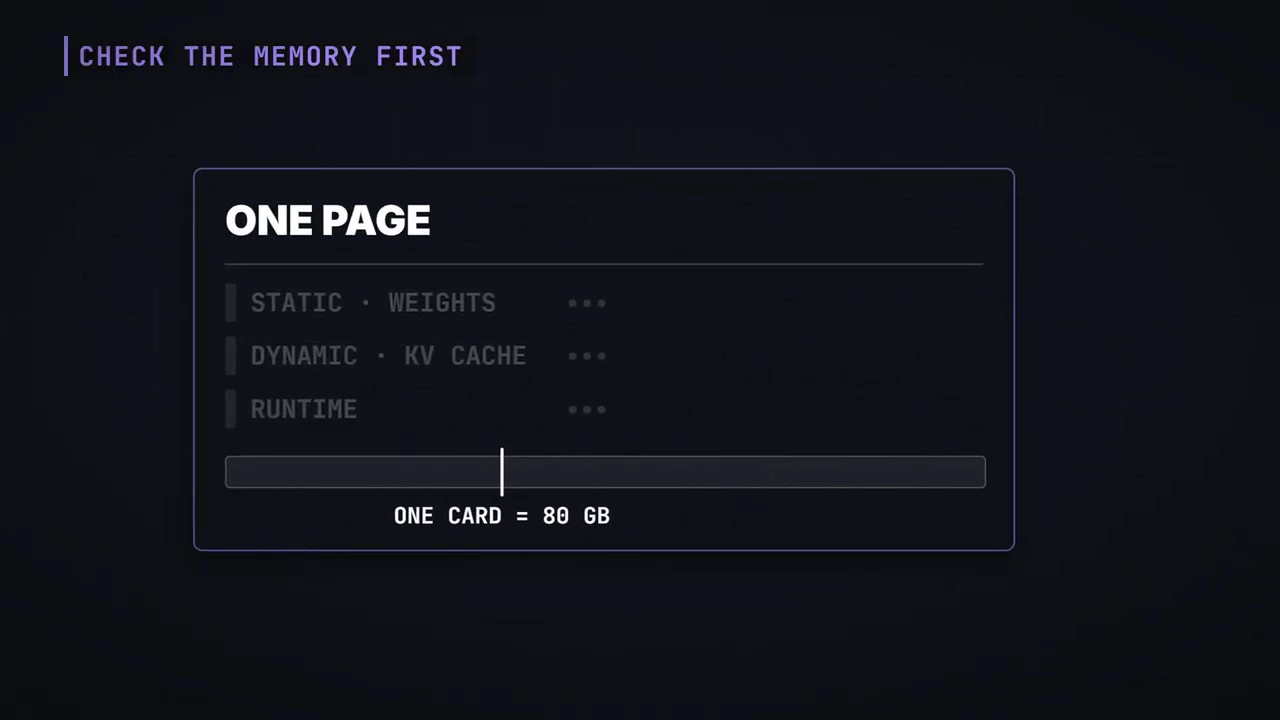 CHECK THE MEMORY FIRST
ONE PAGE
STATIC · WEIGHTS •••
DYNAMIC · KV CACHE •••
RUNTIME •••
ONE CARD = 80 GB